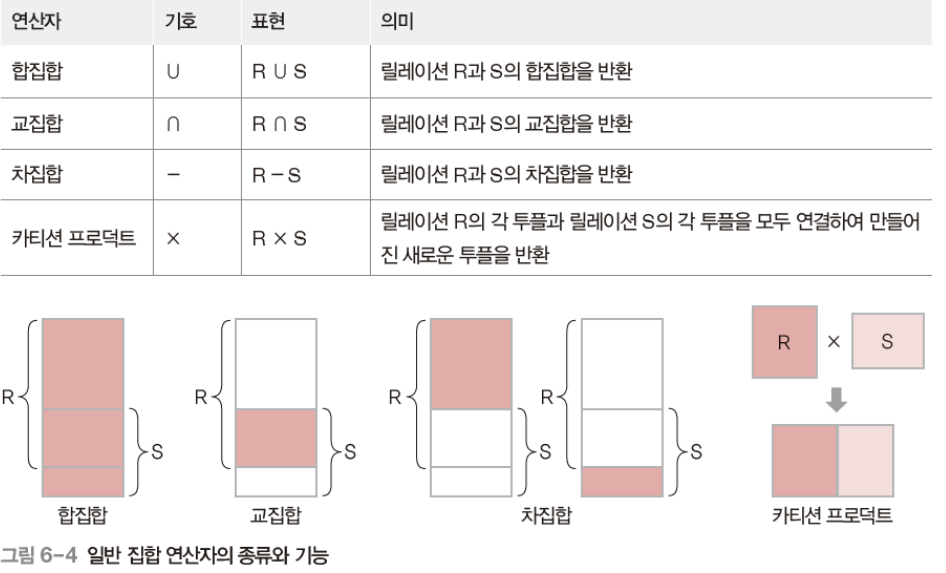 연산자 기호 표현 의미
합집합 ∪ R ∪ S 릴레이션 R과 S의 합집합을 반환
교집합 ∩ R ∩ S 릴레이션 R과 S의 교집합을 반환
차집합 − R − S 릴레이션 R과 S의 차집합을 반환
카티션 프로덕트 × R × S 릴레이션 R의 각 투플과 릴레이션 S의 각 투플을 모두 연결하여 만들어
진 새로운 투플을 반환
R S
합집합
R S
교집합
R S R S
차집합
R × S
카티션 프로덕트
그림 6-4 일반 집합 연산자의 종류와 기능